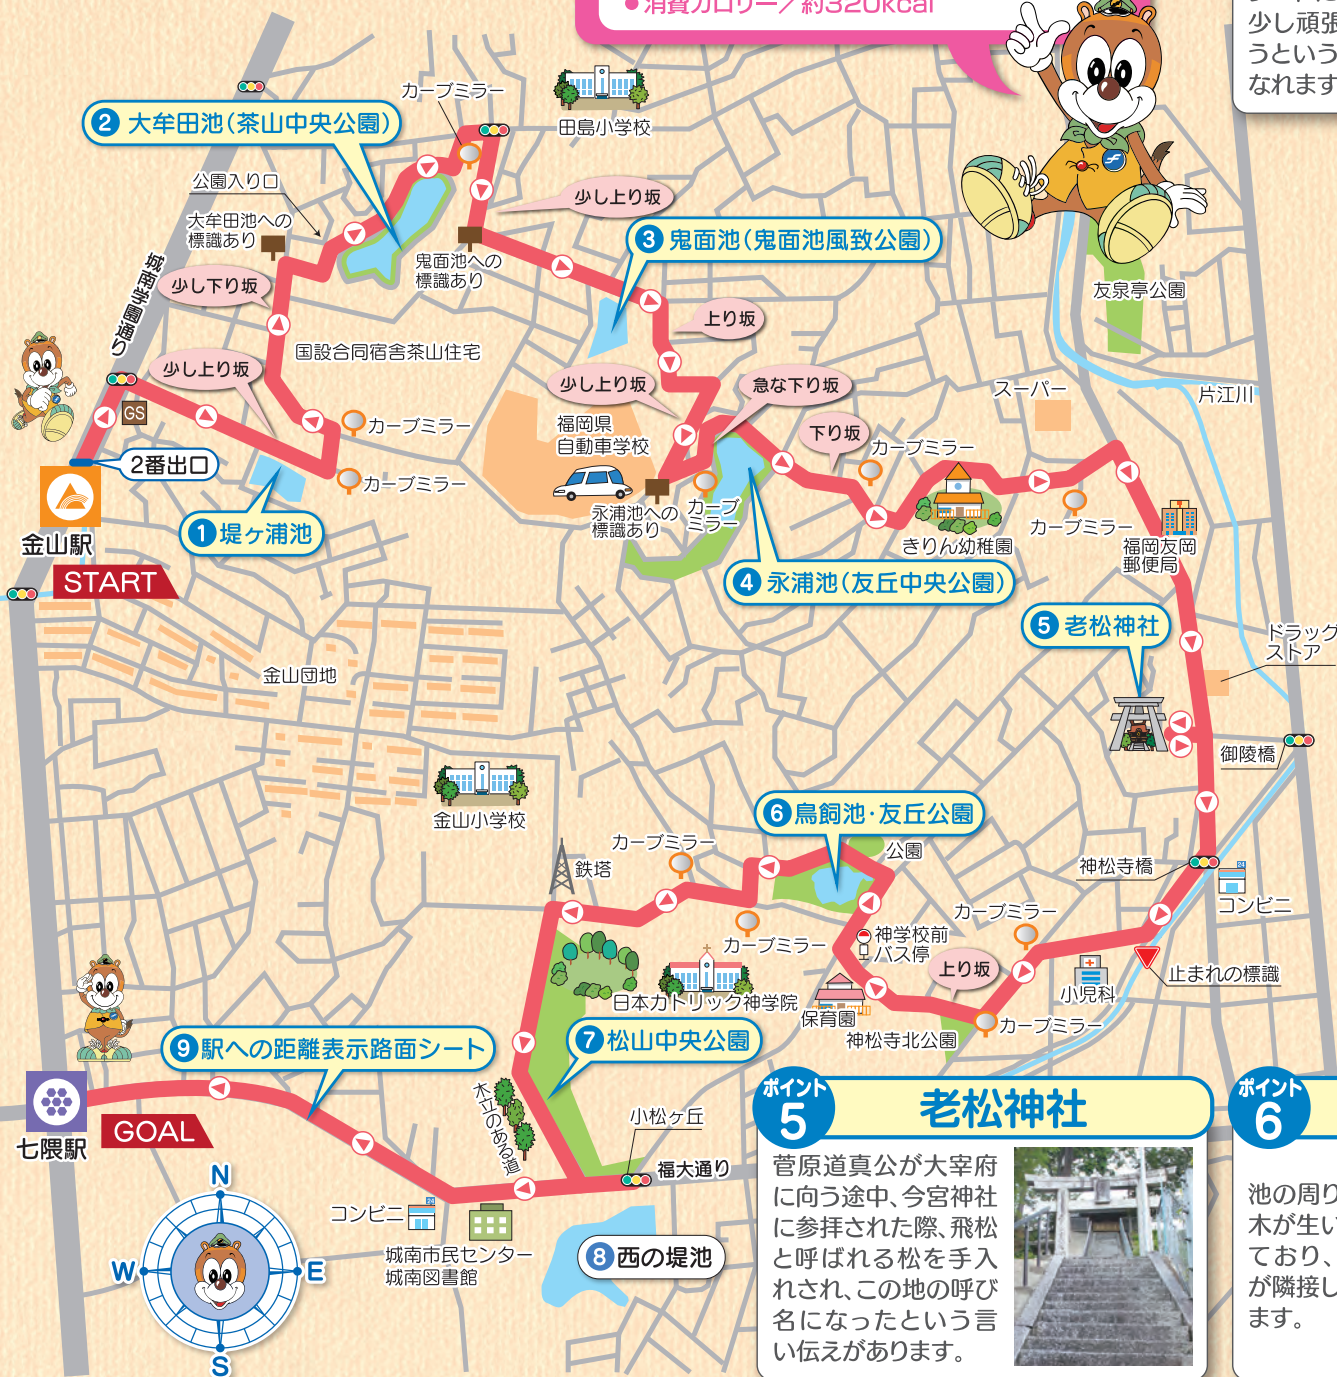 ●消費カロリー／約320kcal
少し頑張
うという
なれます
カーブミラー
田島小学校
② 大牟田池(茶山中央公園)
公園入り口
大牟田池への
標識あり
少し上り坂
③ 鬼面池(鬼面池風致公園)
鬼面池への
標識あり
城南学園通り
少し下り坂
上り坂
友泉亭公園
国設合同宿舎茶山住宅
少し上り坂
少し上り坂
急な下り坂
スーパー
片江川
GS
カーブミラー
福岡県
自動車学校
下り坂
カーブミラー
2番出口
カーブミラー
永浦池への
標識あり
カーブ
ミラー
カーブミラー
① 堤ヶ浦池
きりん幼稚園
福岡友岡
郵便局
金山駅
START
④ 永浦池(友丘中央公園)
⑤ 老松神社
ドラッグ
ストア
金山団地
御陵橋
金山小学校
⑥ 鳥飼池・友丘公園
カーブミラー
公園
鉄塔
神松寺橋
24
コンビニ
カーブミラー
カーブミラー
神学校前
バス停
上り坂
止まれの標識
小児科
日本カトリック神学院
保育園
カーブミラー
神松寺北公園
⑨ 駅への距離表示路面シート
⑦ 松山中央公園
木立のある道
小松ヶ丘
福大通り
七隈駅
GOAL
コンビニ
24
城南市民センター
城南図書館
⑧ 西の堤池
N
W
E
S
ポイント
5
老松神社
菅原道真公が大宰府
に向う途中、今宮神社
に参拝された際、飛松
と呼ばれる松を手入
れされ、この地の呼び
名になったという言
い伝えがあります。
ポイント
6
池の周り
木が生い
ており、
が隣接し
ます。